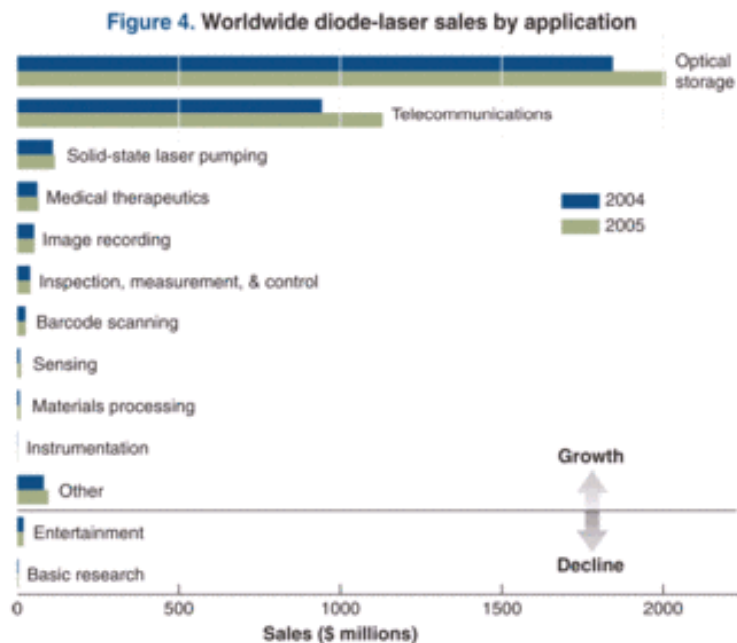 Figure 4. Worldwide diode-laser sales by application
Optical
storage
Telecommunications
Solid-state laser pumping
Medical therapeutics
2004
2005
Image recording
Inspection, measurement, & control
Barcode scanning
Sensing
Materials processing
Instrumentation
Growth
Other
Entertainment
Decline
Basic research
0 500 1000 1500 2000
Sales ($ millions)